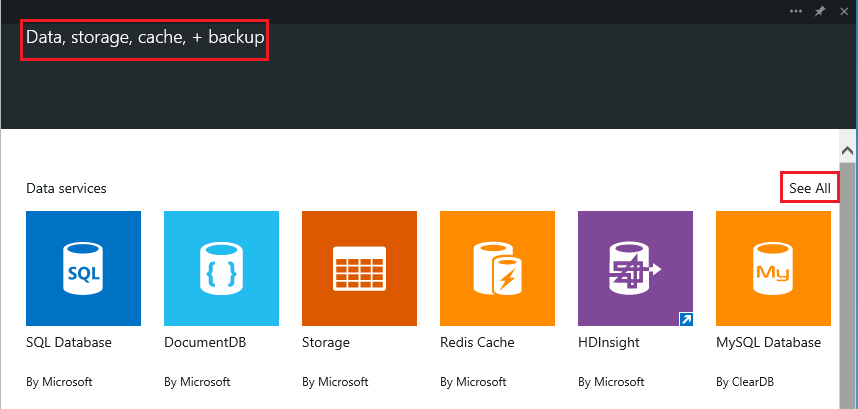 Data, storage, cache, + backup
Data services
See All
SQL
{ }
My
SQL Database
DocumentDB
Storage
Redis Cache
HDInsight
MySQL Database
By Microsoft
By Microsoft
By Microsoft
By Microsoft
By Microsoft
By ClearDB